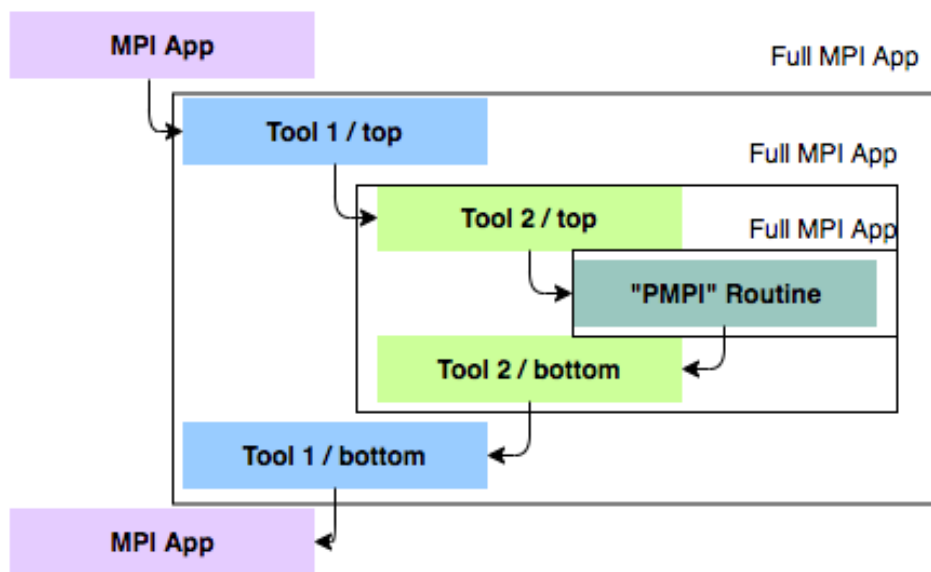 MPI App
Full MPI App
Tool 1 / top
Full MPI App
Tool 2 / top
Full MPI App
"PMPI" Routine
Tool 2 / bottom
Tool 1 / bottom
MPI App